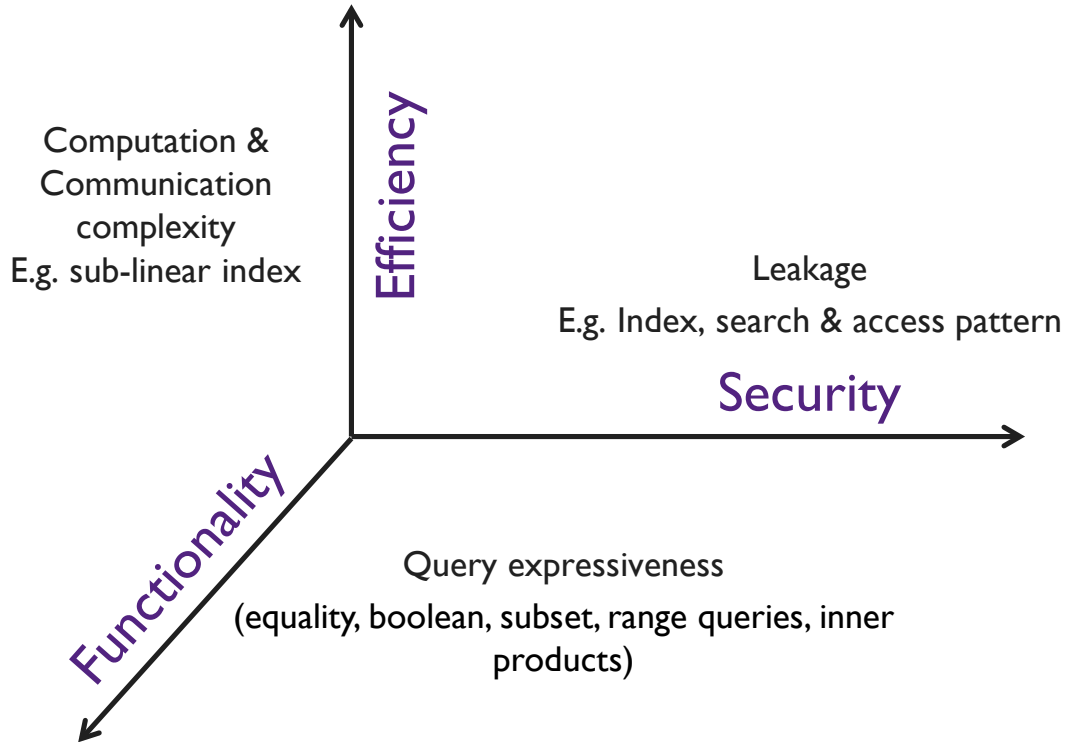 Computation &
Communication
complexity
E.g. sub-linear index
Efficiency
Leakage
E.g. Index, search & access pattern
Security
Functionality
Query expressiveness
(equality, boolean, subset, range queries, inner
products)